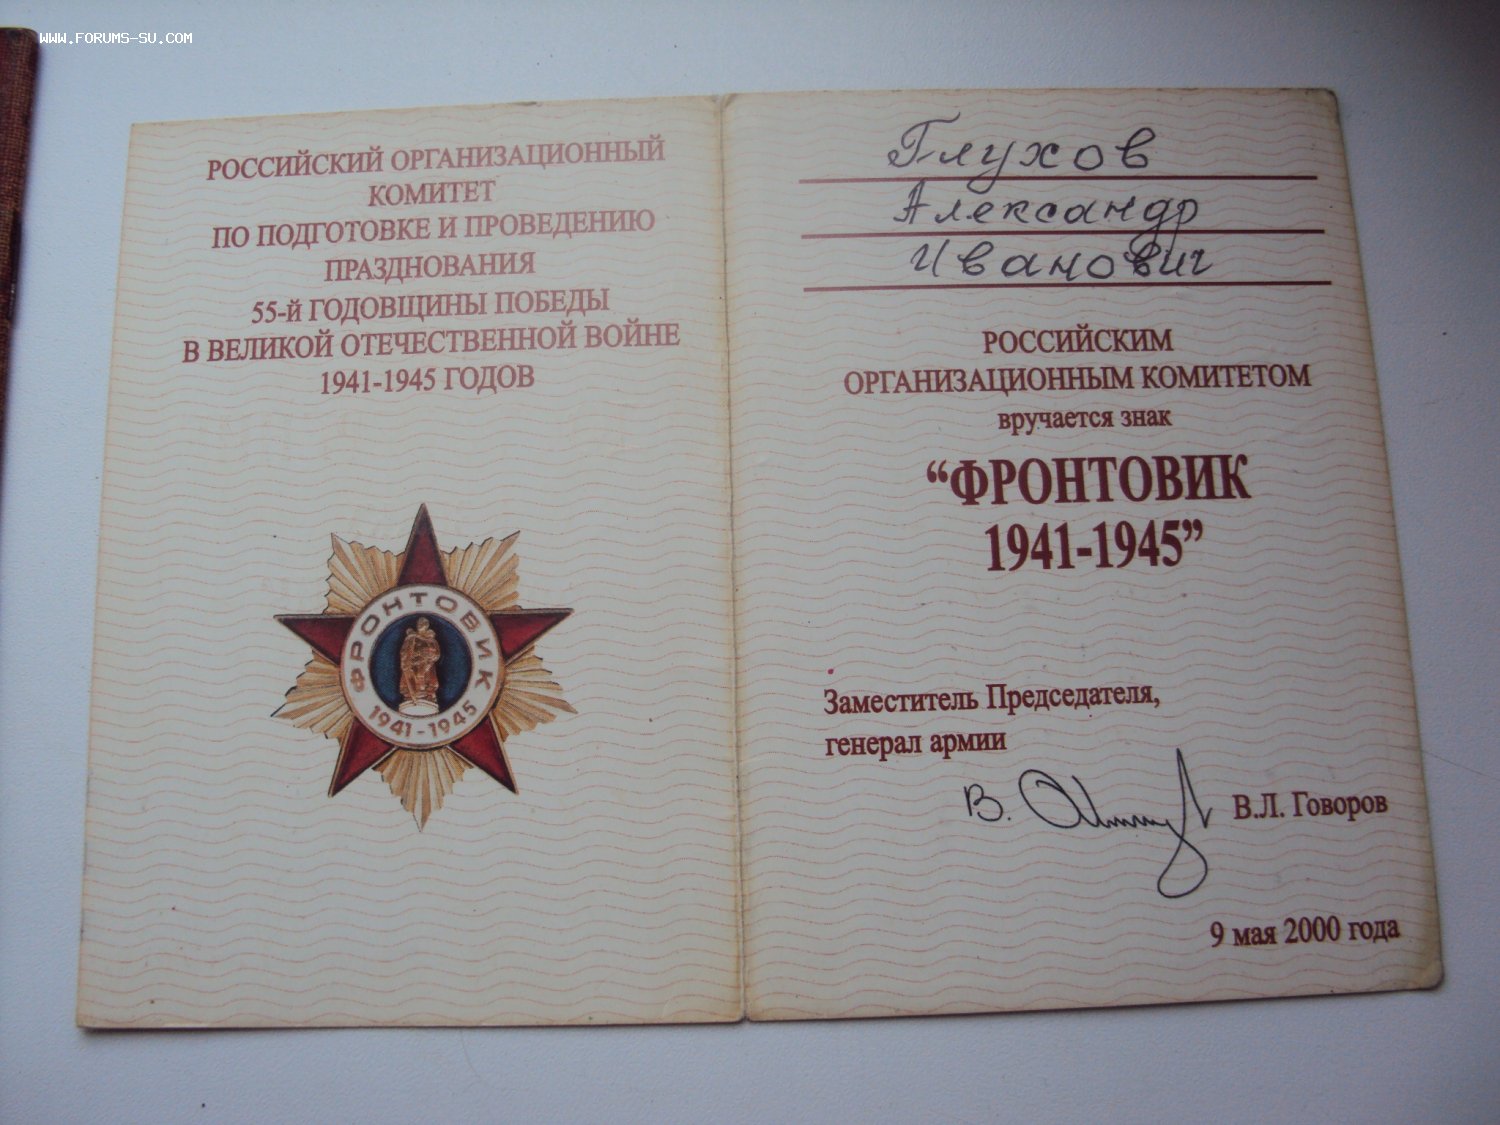 WWW.FORUMS-SU.COM
РОССИЙСКИЙ ОРГАНИЗАЦИОННЫЙ
КОМИТЕТ
ПО ПОДГОТОВКЕ И ПРОВЕДЕНИЮ
ПРАЗДНОВАНИЯ
55-й ГОДОВЩИНЫ ПОБЕДЫ
В ВЕЛИКОЙ ОТЕЧЕСТВЕННОЙ ВОЙНЕ
1941-1945 ГОДОВ
ФРОНТОВИК
1941-1945
Глухов
Александр
Иванович
РОССИЙСКИМ
ОРГАНИЗАЦИОННЫМ КОМИТЕТОМ
вручается знак
“ФРОНТОВИК
1941-1945”
Заместитель Председателя,
генерал армии
В. Л. Говоров
9 мая 2000 года